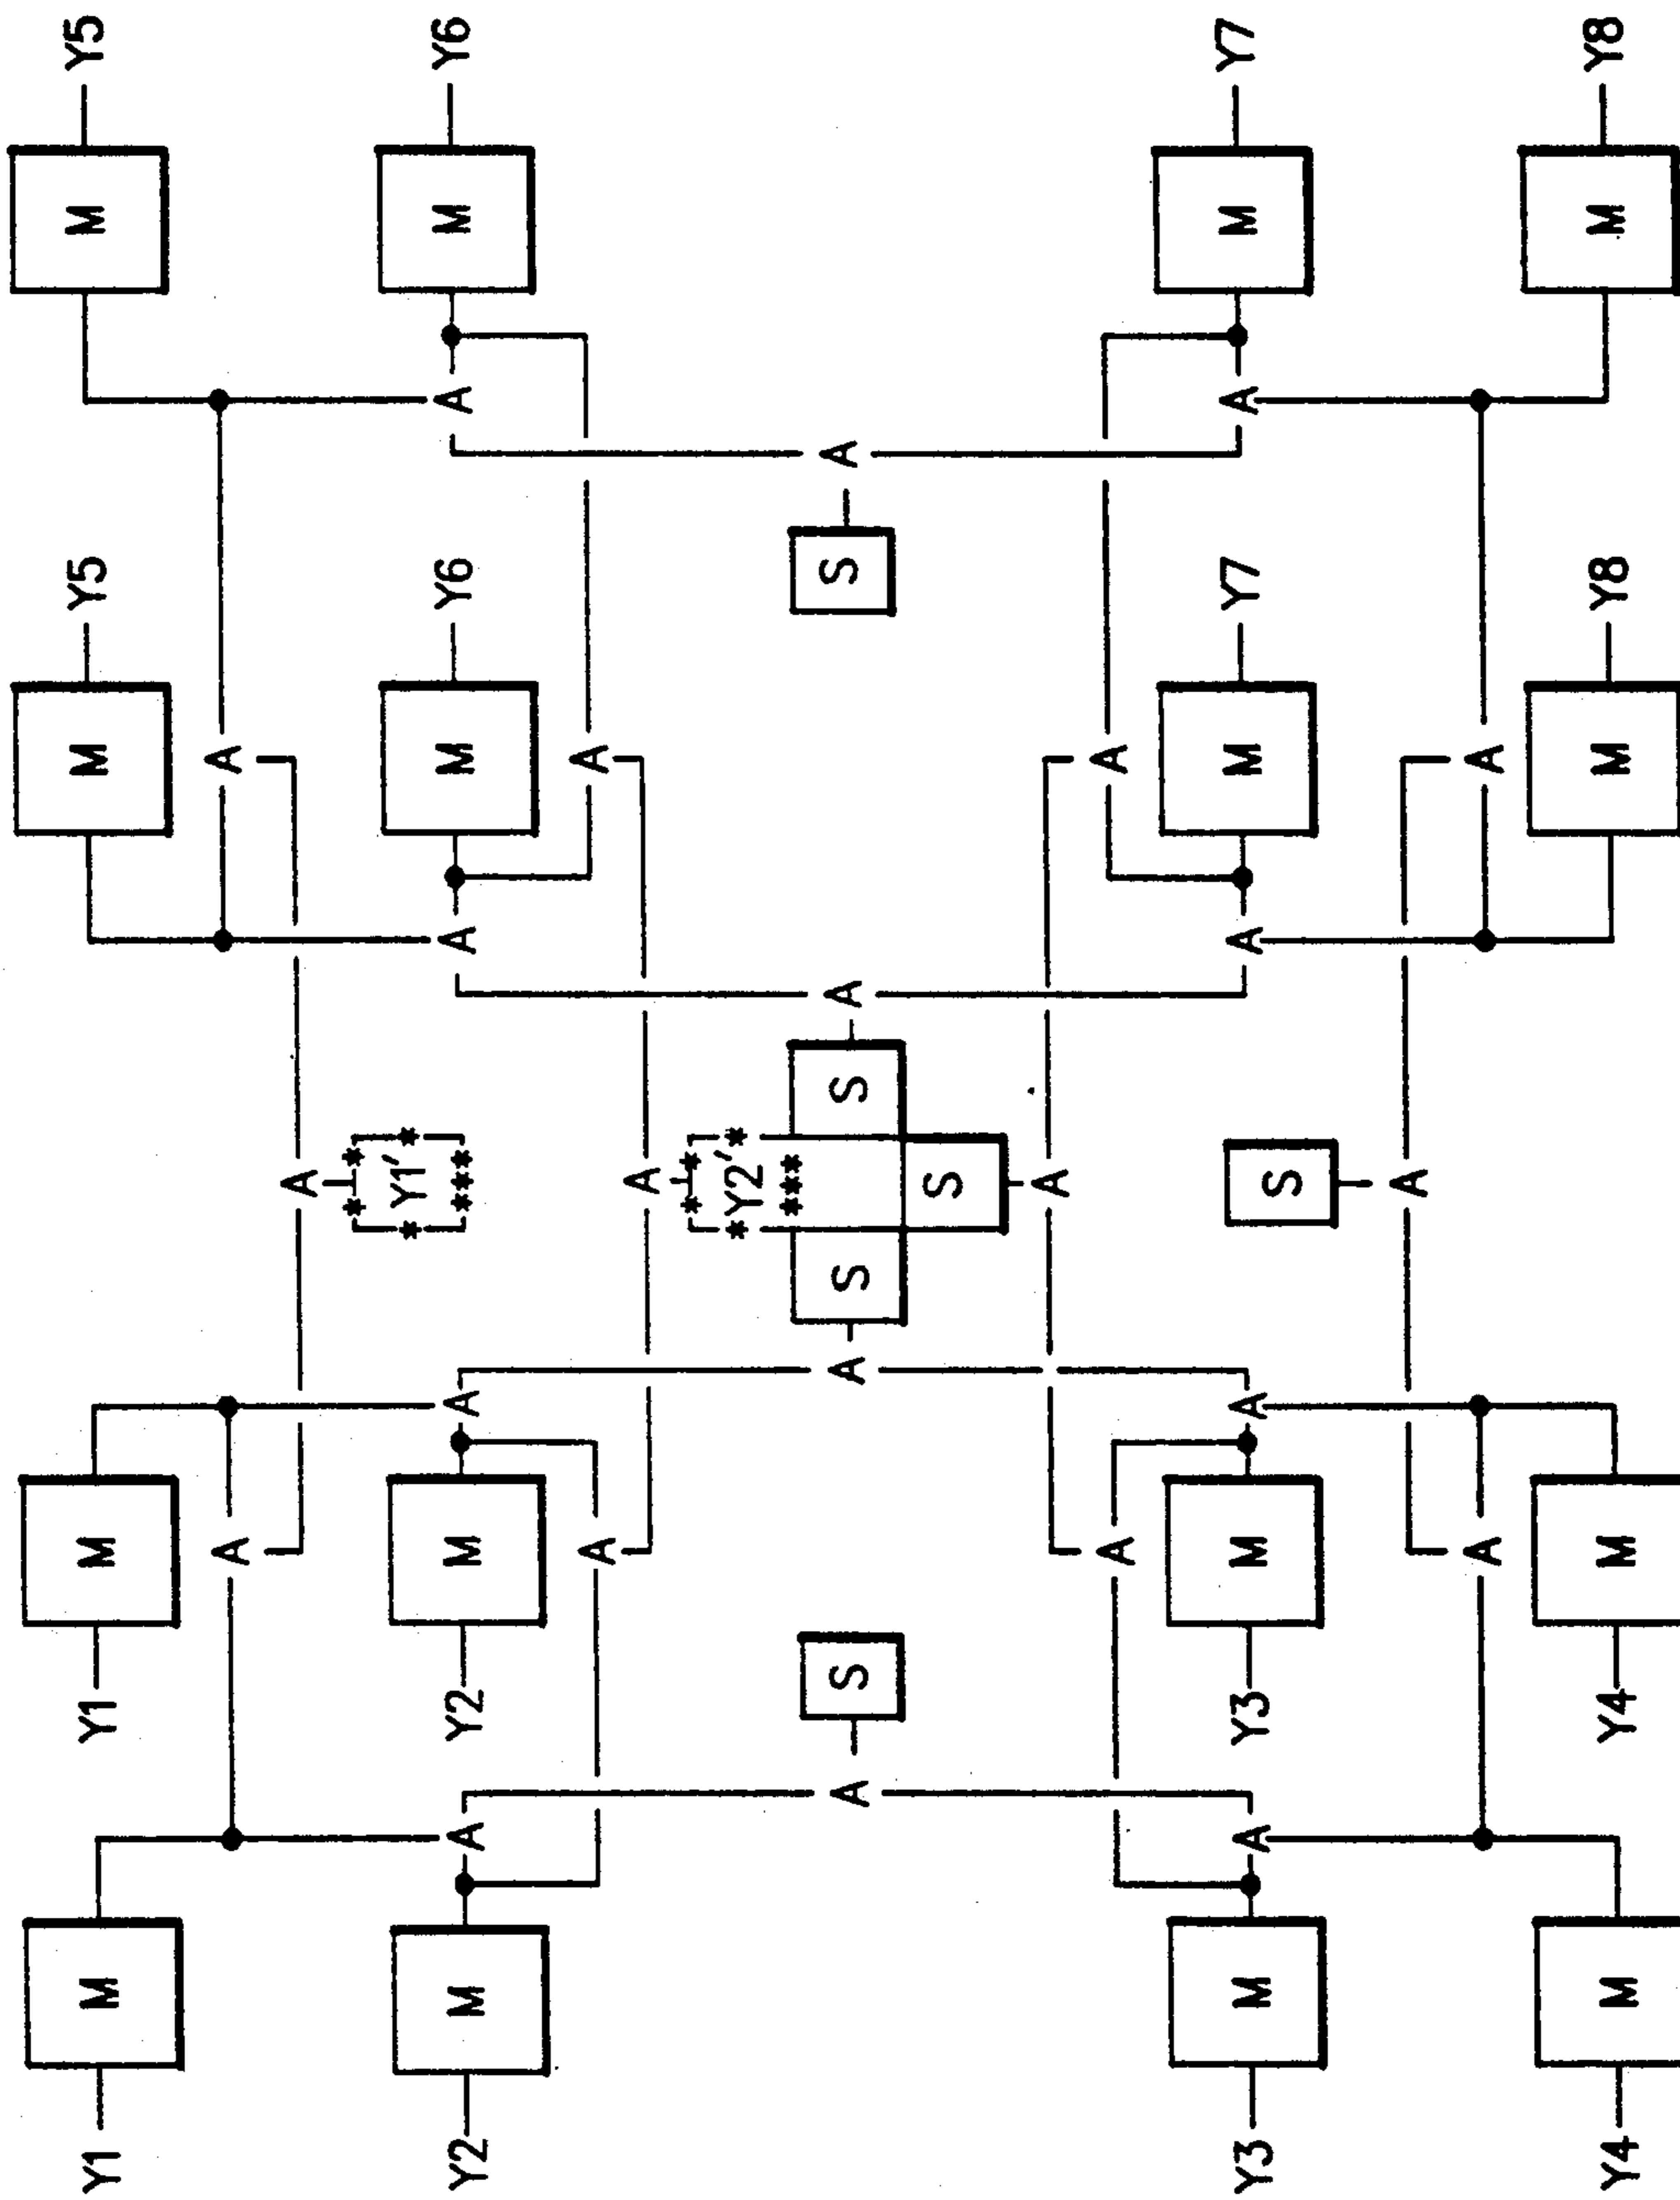 Y1 M Y1 M M Y5 M Y5
A A
A
* *
* Y1' *
***
Y2 M A Y2 M A A M Y6 A M Y6
A A
A
* *
* Y2' *
***
A S A S S A S A
S
A
A A
Y3 M A Y3 M A A M Y7 A M Y7
S
A
A A
Y4 M Y4 M M Y8 M Y8